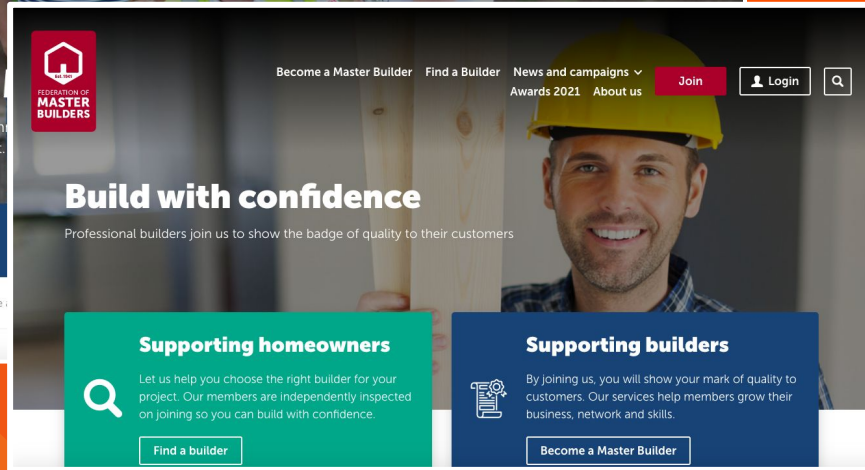 Est. 1941
FEDERATION OF
MASTER
BUILDERS
Become a Master Builder Find a Builder News and campaigns
Awards 2021 About us
Join
Login
Build with confidence
Professional builders join us to show the badge of quality to their customers
Supporting homeowners
Let us help you choose the right builder for your
project. Our members are independently inspected
on joining so you can build with confidence.
Find a builder
Supporting builders
By joining us, you will show your mark of quality to
customers. Our services help members grow their
business, network and skills.
Become a Master Builder